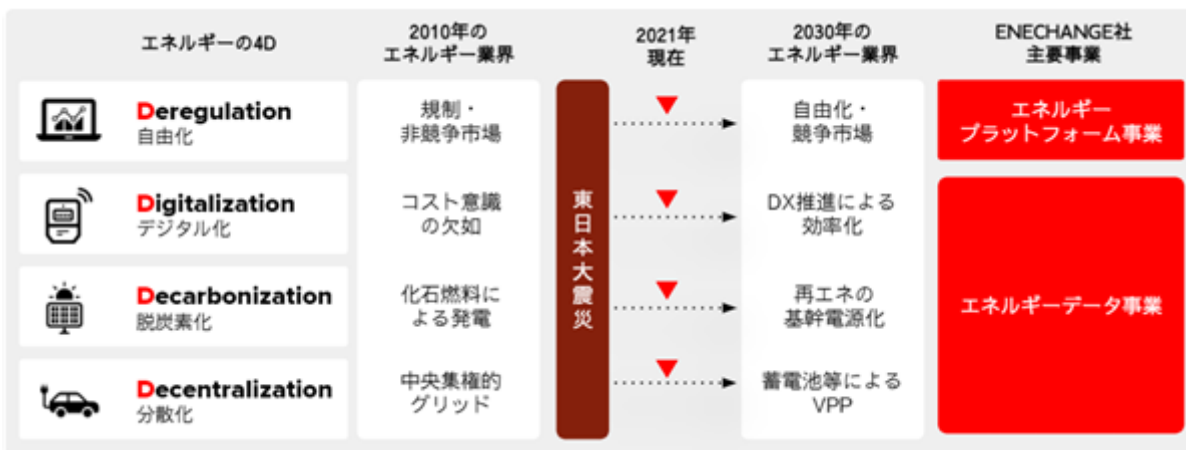 エネルギーの4D
2010年の
エネルギー業界
2021年
現在
2030年の
エネルギー業界
ENECHANGE社
主要事業
Deregulation
自由化
規制・
非競争市場
自由化・
競争市場
エネルギー
プラットフォーム事業
東日本大震災
Digitalization
デジタル化
コスト意識
の欠如
DX推進による
効率化
Decarbonization
脱炭素化
化石燃料に
よる発電
再エネの
基幹電源化
エネルギーデータ事業
Decentralization
分散化
中央集権的
グリッド
蓄電池等による
VPP